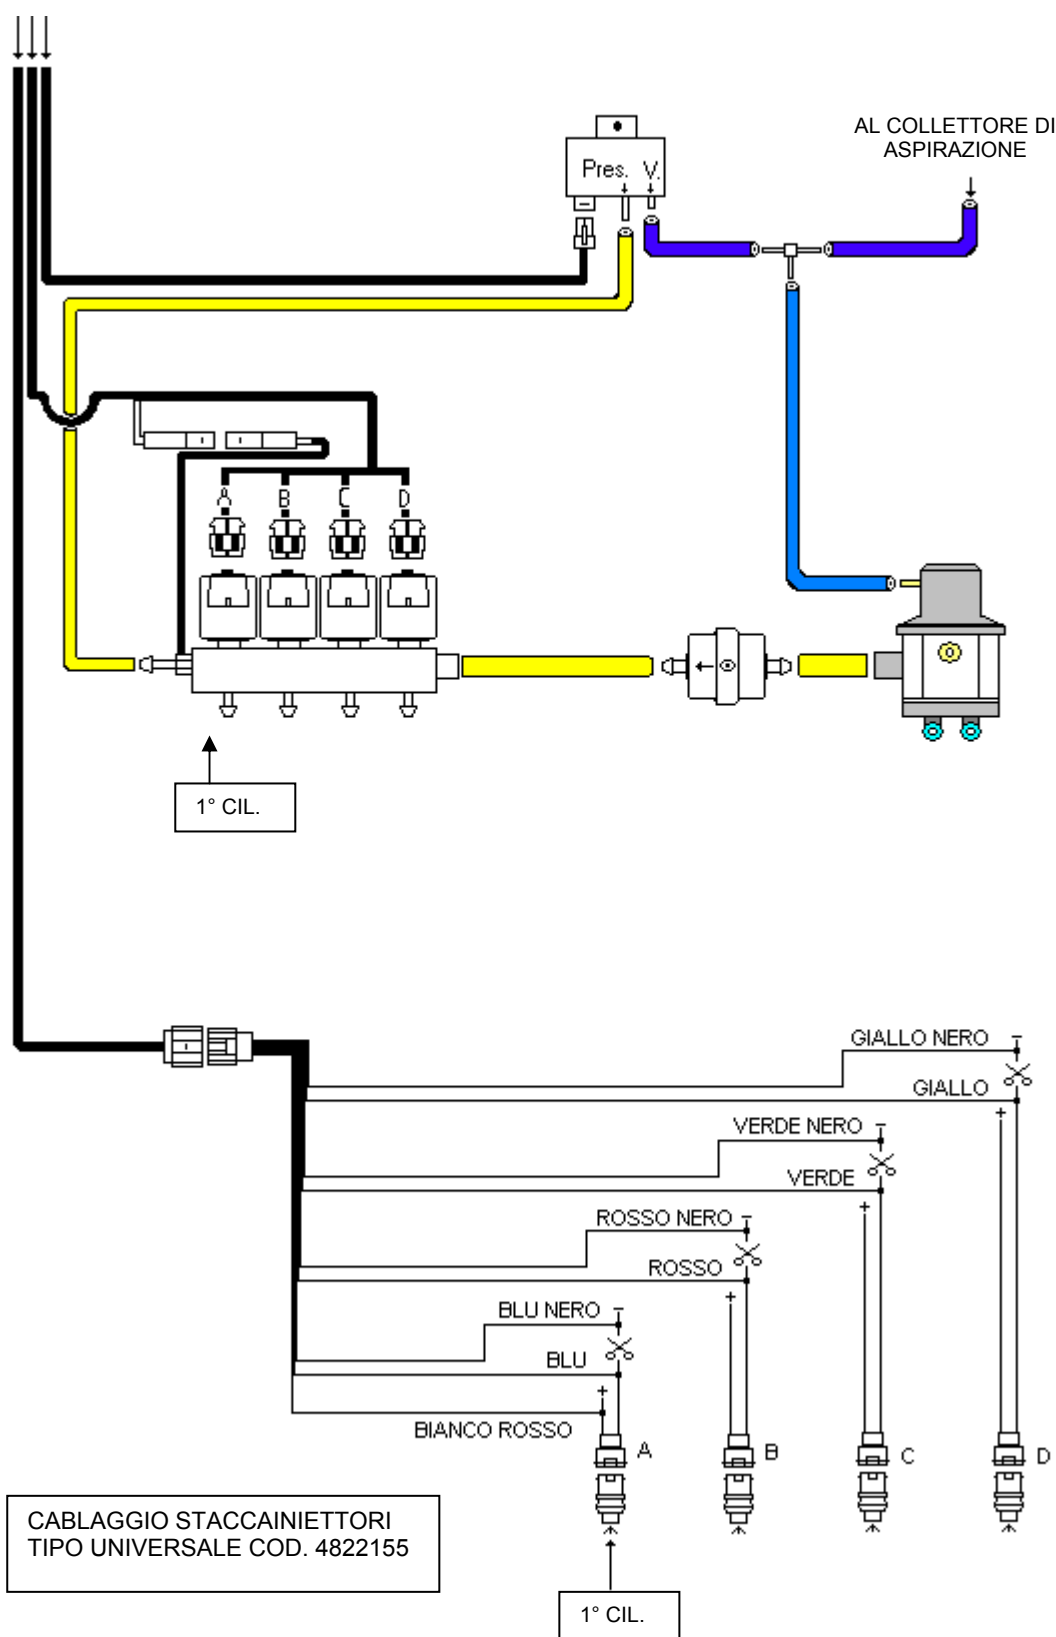 AL COLLETTORE DI
ASPIRAZIONE
Pres. V.
A B C D
1° CIL.
GIALLO NERO -
GIALLO
+
VERDE NERO -
VERDE
+
ROSSO NERO -
ROSSO
+
BLU NERO -
BLU
+
BIANCO ROSSO
A B C D
CABLAGGIO STACCAINIETTORI
TIPO UNIVERSALE COD. 4822155
1° CIL.